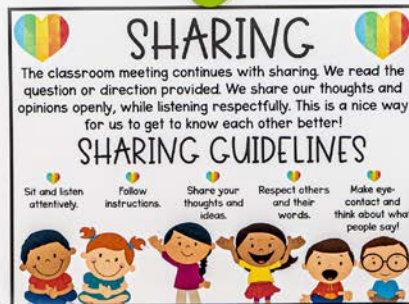 SHARING
The classroom meeting continues with sharing. We read the
question or direction provided. We share our thoughts and
opinions openly, while listening respectfully. This is a nice way
for us to get to know each other better!
SHARING GUIDELINES
Sit and listen
attentively.
Follow
instructions.
Share your
thoughts and
ideas.
Respect others
and their
words.
Make eye-
contact and
think about what
people say!